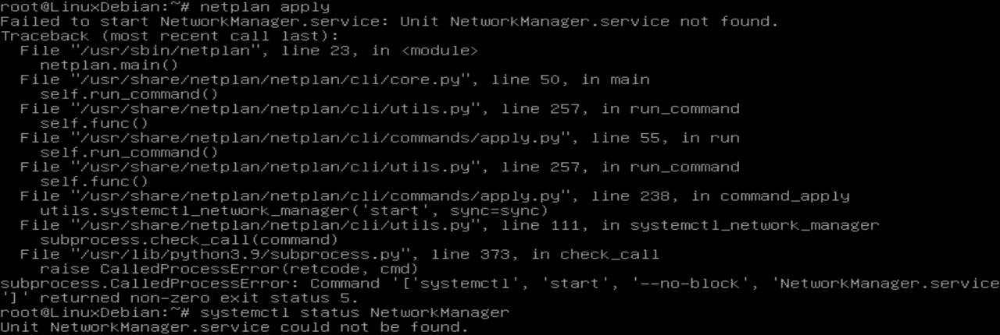 root@LinuxDebian:~# netplan apply
Failed to start NetworkManager.service: Unit NetworkManager.service not found.
Traceback (most recent call last):
  File "/usr/sbin/netplan", line 23, in <module>
    netplan.main()
  File "/usr/share/netplan/netplan/cli/core.py", line 50, in main
    self.run_command()
  File "/usr/share/netplan/netplan/cli/utils.py", line 257, in run_command
    self.func()
  File "/usr/share/netplan/netplan/cli/commands/apply.py", line 55, in run
    self.run_command()
  File "/usr/share/netplan/netplan/cli/utils.py", line 257, in run_command
    self.func()
  File "/usr/share/netplan/netplan/cli/commands/apply.py", line 238, in command_apply
    utils.systemctl_network_manager('start', sync=sync)
  File "/usr/share/netplan/netplan/cli/utils.py", line 111, in systemctl_network_manager
    subprocess.check_call(command)
  File "/usr/lib/python3.9/subprocess.py", line 373, in check_call
    raise CalledProcessError(retcode, cmd)
subprocess.CalledProcessError: Command '['systemctl', 'start', '--no-block', 'NetworkManager.service
']' returned non-zero exit status 5.
root@LinuxDebian:~# systemctl status NetworkManager
Unit NetworkManager.service could not be found.